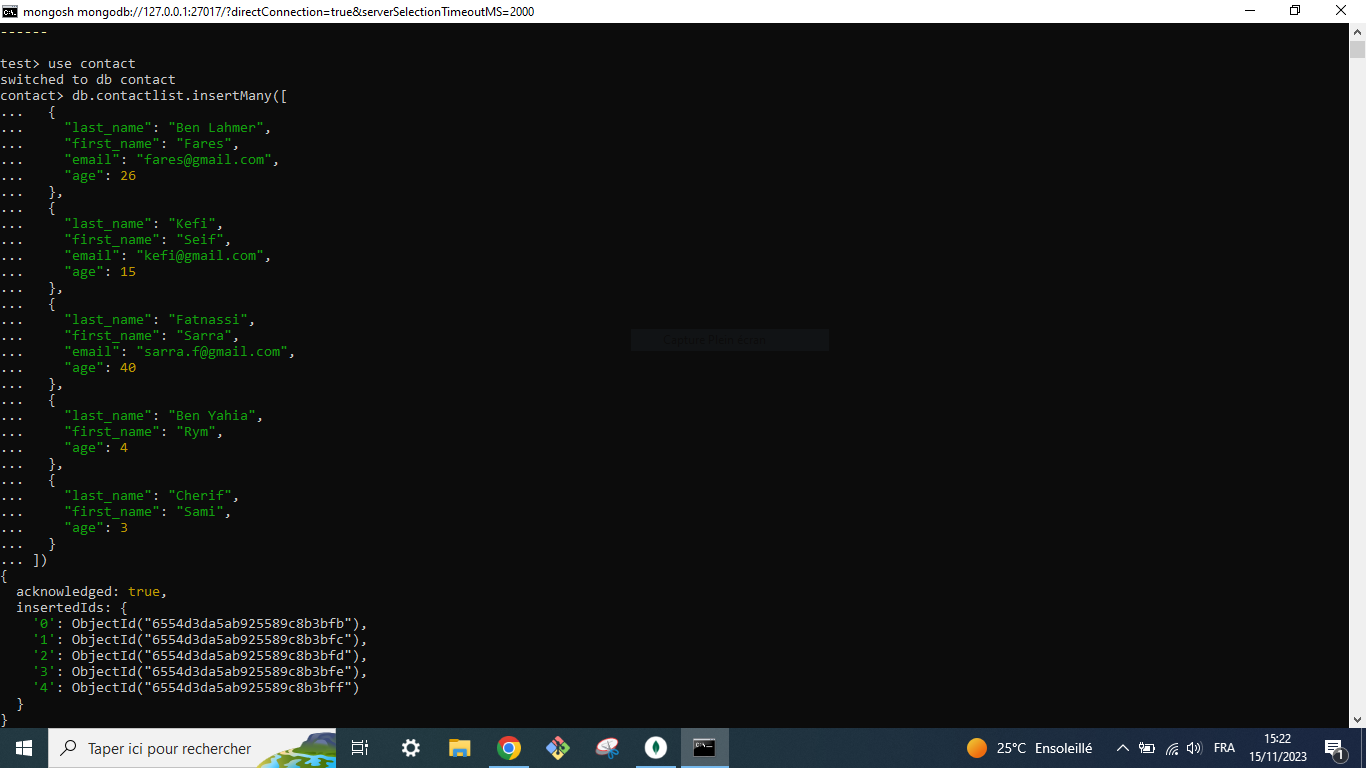 mongosh mongodb://127.0.0.1:27017/?directConnection=true&serverSelectionTimeoutMS=2000
------
test> use contact
switched to db contact
contact> db.contactlist.insertMany([
...   {
...     "last_name": "Ben Lahmer",
...     "first_name": "Fares",
...     "email": "fares@gmail.com",
...     "age": 26
...   },
...   {
...     "last_name": "Kefi",
...     "first_name": "Seif",
...     "email": "kefi@gmail.com",
...     "age": 15
...   },
...   {
...     "last_name": "Fatnassi",
...     "first_name": "Sarra",
...     "email": "sarra.f@gmail.com",
...     "age": 40
...   },
...   {
...     "last_name": "Ben Yahia",
...     "first_name": "Rym",
...     "age": 4
...   },
...   {
...     "last_name": "Cherif",
...     "first_name": "Sami",
...     "age": 3
...   }
... ])
{
  acknowledged: true,
  insertedIds: {
    '0': ObjectId("6554d3da5ab925589c8b3bfb"),
    '1': ObjectId("6554d3da5ab925589c8b3bfc"),
    '2': ObjectId("6554d3da5ab925589c8b3bfd"),
    '3': ObjectId("6554d3da5ab925589c8b3bfe"),
    '4': ObjectId("6554d3da5ab925589c8b3bff")
  }
}
Capture Plein écran
Taper ici pour rechercher
25°C Ensoleillé
FRA
15:22
15/11/2023
1